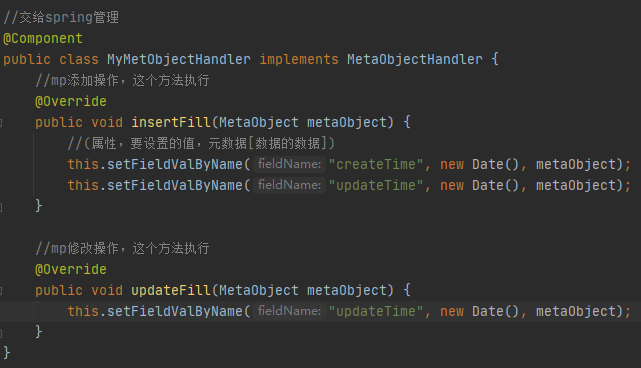 //交给spring管理
@Component
public class MyMetObjectHandler implements MetaObjectHandler {
//mp添加操作，这个方法执行
@Override
public void insertFill(MetaObject metaObject) {
//(属性，要设置的值，元数据[数据的数据])
this.setFieldValByName( fieldName: "createTime", new Date(), metaObject);
this.setFieldValByName( fieldName: "updateTime", new Date(), metaObject);
}
//mp修改操作，这个方法执行
@Override
public void updateFill(MetaObject metaObject) {
this.setFieldValByName( fieldName: "updateTime", new Date(), metaObject);
}
}